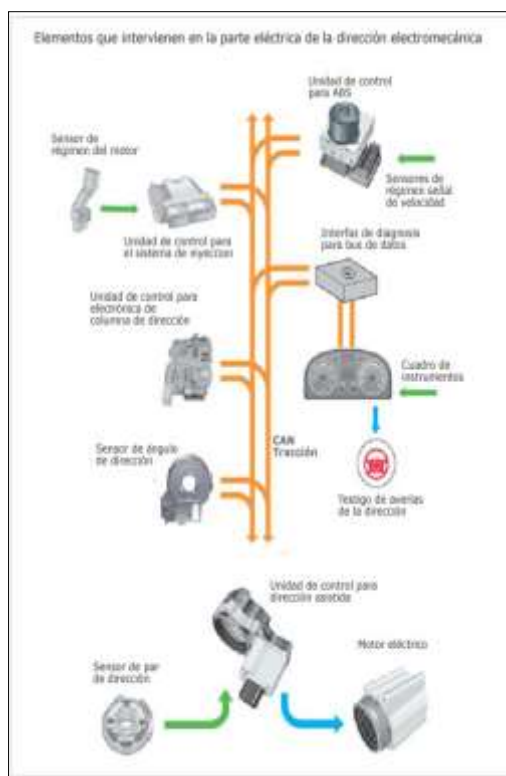 Elementos que intervienen en la parte eléctrica de la dirección electromecánica
Unidad de control
para ABS
Sensor de
régimen del motor
Sensores de
régimen señal
de velocidad
Unidad de control para
el sistema de inyeccion
Interfas de diagnosis
para bus de datos
Unidad de control para
electrónica de
columna de dirección
Cuadro de
instrumentos
CAN
Tracción
Sensor de ángulo
de dirección
Testigo de averías
de la dirección
Unidad de control para
dirección asistida
Motor eléctrico
Sensor de par
de dirección